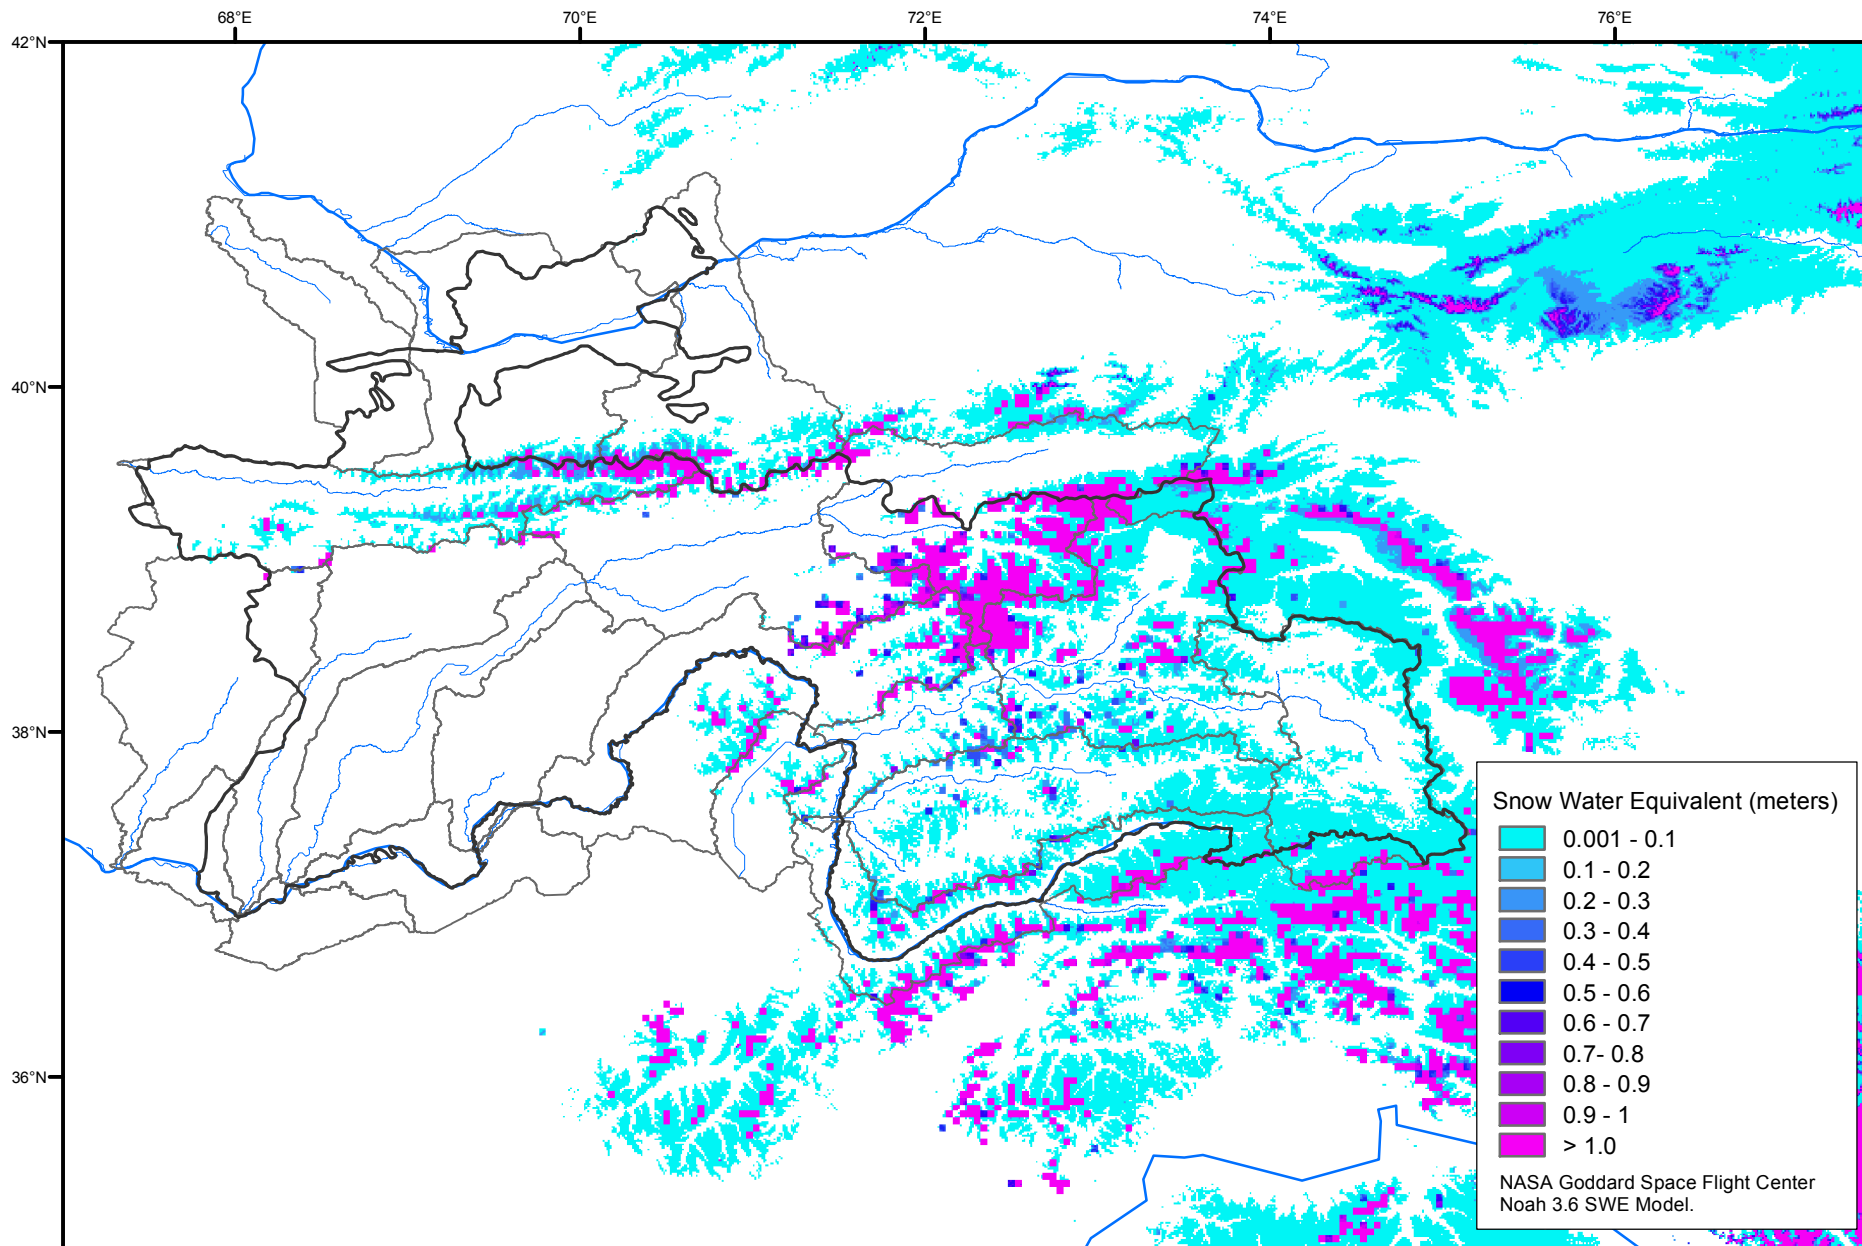 68°E
70°E
72°E
74°E
76°E
42°N
40°N
38°N
36°N
Snow Water Equivalent (meters)
0.001 - 0.1
0.1 - 0.2
0.2 - 0.3
0.3 - 0.4
0.4 - 0.5
0.5 - 0.6
0.6 - 0.7
0.7- 0.8
0.8 - 0.9
0.9 - 1
> 1.0
NASA Goddard Space Flight Center
Noah 3.6 SWE Model.